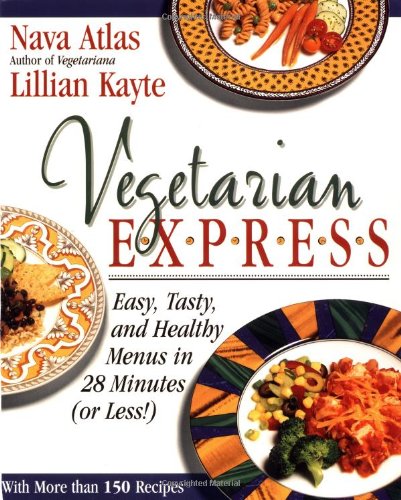 Nava Atlas
Author of Vegetariana
Lillian Kayte
Vegetarian
E·X·P·R·E·S·S
Easy, Tasty,
and Healthy
Menus in
28 Minutes
(or Less!)
With More than 150 Recipes